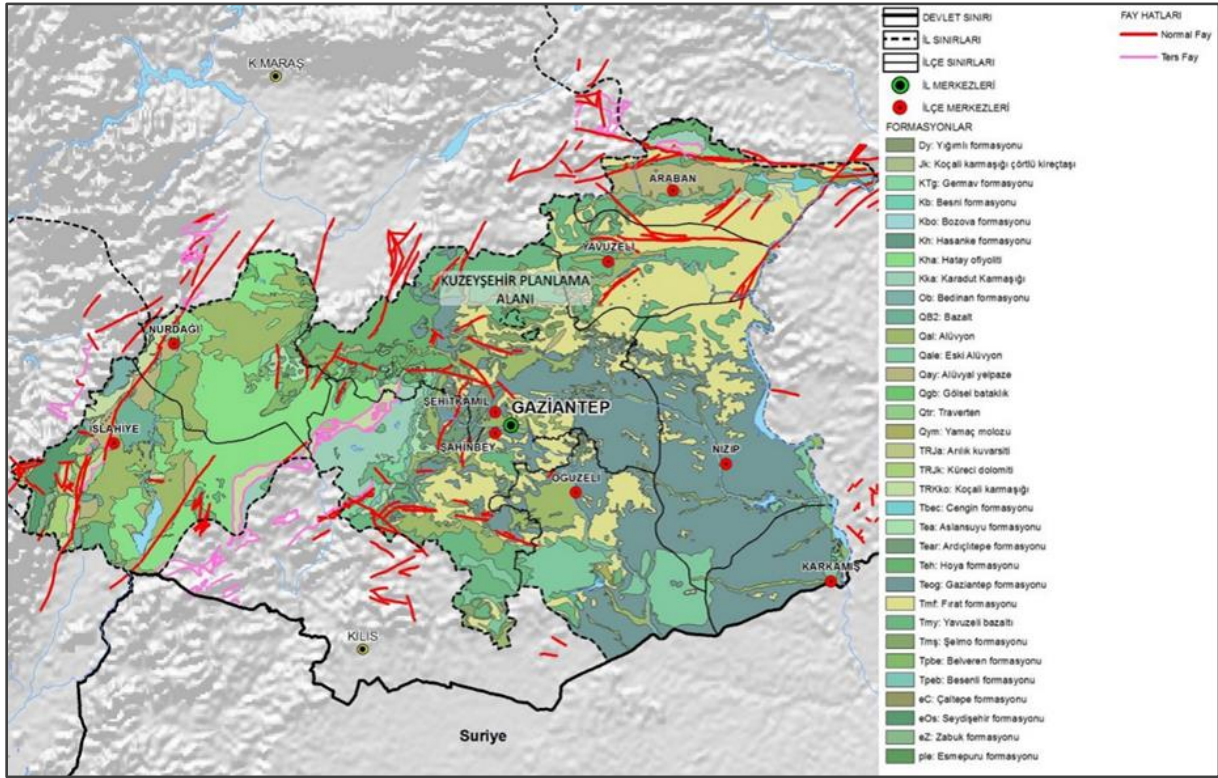 K.MARAŞ
ARABAN
YAVUZELİ
KUZEYŞEHİR PLANLAMA
ALANI
NURDAĞI
ŞEHİTKAMİL
GAZİANTEP
İSLAHİYE
ŞAHİNBEY
NİZİP
OĞUZELİ
KARKAMIŞ
KİLİS
Suriye
DEVLET SINIRI
İL SINIRLARI
İLÇE SINIRLARI
İL MERKEZLERİ
İLÇE MERKEZLERİ
FAY HATLARI
Normal Fay
Ters Fay
FORMASYONLAR
Dy: Yığınlı formasyonu
Jk: Koçali karmaşığı çörtlü kireçtaşı
KTg: Germav formasyonu
Kb: Besni formasyonu
Kbo: Bozova formasyonu
Kh: Hasanke formasyonu
Kha: Hatay ofiyoliti
Kka: Karadut Karmaşığı
Ob: Bedinan formasyonu
QB2: Bazalt
Qal: Alüvyon
Qale: Eski Alüvyon
Qay: Alüvyal yelpaze
Qgb: Gölsel bataklık
Qtr: Traverten
Qym: Yamaç molozu
TRJa: Arılık kuvarsiti
TRJk: Küreci dolomiti
TRKko: Koçali karmaşığı
Tbec: Cengin formasyonu
Tea: Aslansuyu formasyonu
Tear: Ardıçlıtepe formasyonu
Teh: Hoya formasyonu
Teog: Gaziantep formasyonu
Tmf: Fırat formasyonu
Tmy: Yavuzeli bazaltı
Tmş: Şelmo formasyonu
Tpbe: Belveren formasyonu
Tpeb: Besenli formasyonu
eC: Çaltepe formasyonu
eOs: Seydişehir formasyonu
eZ: Zabuk formasyonu
ple: Esmepuru formasyonu